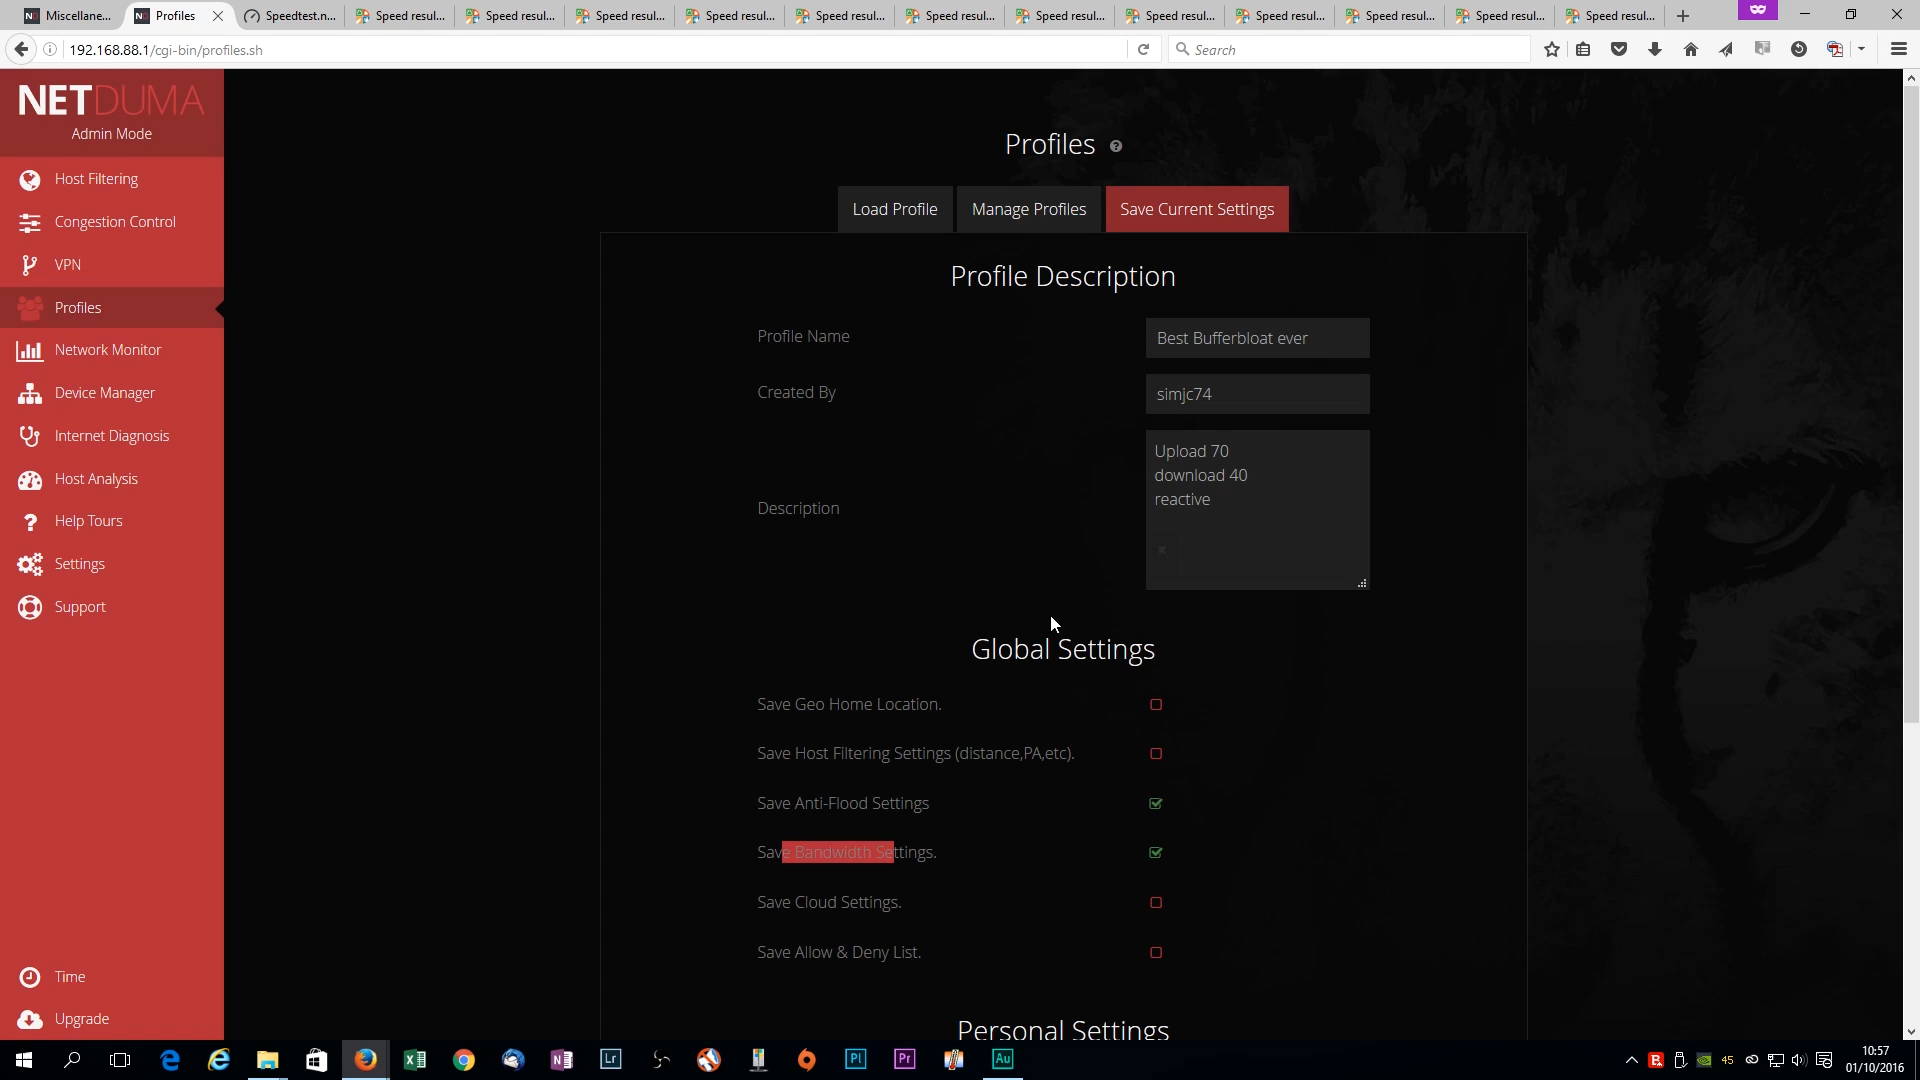 Miscellane...
Profiles
Speedtest.n...
Speed resul...
Speed resul...
Speed resul...
Speed resul...
Speed resul...
Speed resul...
Speed resul...
Speed resul...
Speed resul...
Speed resul...
Speed resul...
Speed resul...
192.168.88.1/cgi-bin/profiles.sh
Search
NETDUMA
Admin Mode
Host Filtering
Congestion Control
VPN
Profiles
Network Monitor
Device Manager
Internet Diagnosis
Host Analysis
Help Tours
Settings
Support
Time
Upgrade
Profiles
Load Profile
Manage Profiles
Save Current Settings
Profile Description
Profile Name
Best Bufferbloat ever
Created By
simjc74
Description
Upload 70
download 40
reactive
Global Settings
Save Geo Home Location.
Save Host Filtering Settings (distance,PA,etc).
Save Anti-Flood Settings
Save Bandwidth Settings.
Save Cloud Settings.
Save Allow & Deny List.
Personal Settings
Lr
Pl
Pr
Au
45
10:57
01/10/2016